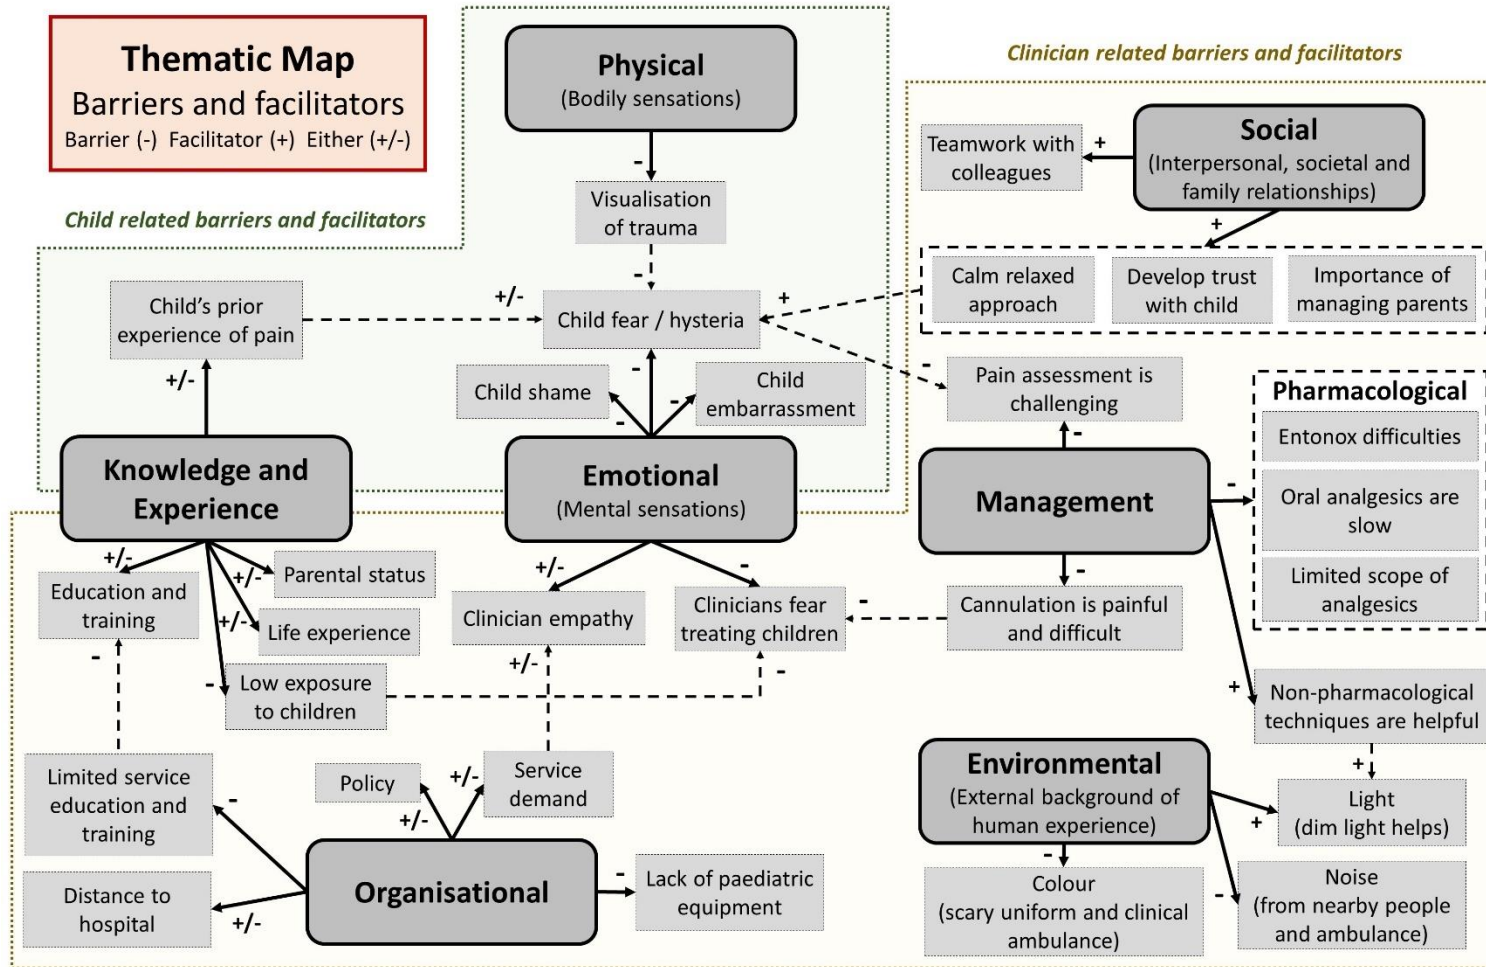 Thematic Map
Barriers and facilitators
Barrier (-) Facilitator (+) Either (+/-)
Child related barriers and facilitators
Physical
(Bodily sensations)
-
Visualisation
of trauma
-
Child's prior
experience of pain
+/-
Child fear / hysteria
+
+/-
-
Child shame
-
Child
embarrassment
-
Knowledge and
Experience
Emotional
(Mental sensations)
Clinician related barriers and facilitators
Social
(Interpersonal, societal and
family relationships)
+
Teamwork with
colleagues
+
Calm relaxed
approach
Develop trust
with child
Importance of
managing parents
-
Pain assessment is
challenging
-
Management
-
Pharmacological
Entonox difficulties
Oral analgesics are
slow
Limited scope of
analgesics
-
Cannulation is painful
and difficult
-
+
Non-pharmacological
techniques are helpful
+
+/-
Education and
training
+/-
Parental status
+/-
Life experience
-
Low exposure
to children
+/-
Clinician empathy
-
Clinicians fear
treating children
+/-
-
-
Limited service
education and
training
-
Policy
+/-
+/-
Service
demand
Distance to
hospital
+/-
Organisational
-
Lack of paediatric
equipment
Environmental
(External background of
human experience)
+
Light
(dim light helps)
-
Colour
(scary uniform and clinical
ambulance)
-
Noise
(from nearby people
and ambulance)